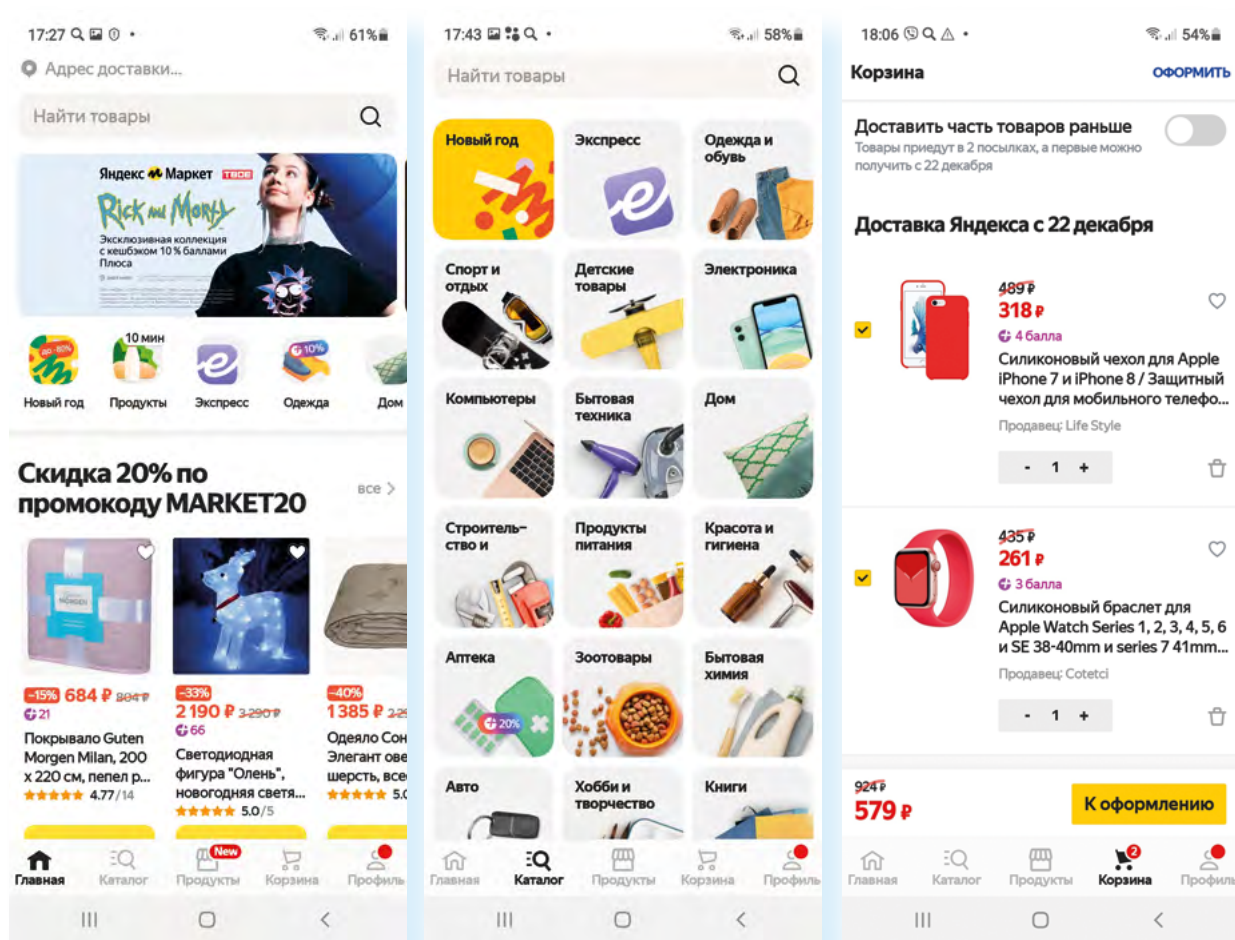 17:27
61%
Адрес доставки...
Найти товары
Яндекс Маркет ТВОЕ
Rick and Morty
Эксклюзивная коллекция
с кешбэком 10 % баллами
Плюса
до -80%
10 мин
10%
Новый год
Продукты
Экспресс
Одежда
Дом
Скидка 20% по
промокоду MARKET20
все >
MORGEN
-15% 684 ₽ 804 ₽
21
Покрывало Guten
Morgen Milan, 200
х 220 см, пепел р...
4.77/14
-33%
2 190 ₽ 3 290 ₽
66
Светодиодная
фигура "Олень",
новогодняя светя...
5.0/5
-40%
1 385 ₽
Одеяло Сон
Элегант ове
шерсть, все
5.0
Главная
Каталог
New
Продукты
Корзина
Профиль
17:43
58%
Найти товары
Новый год
Экспресс
Одежда и
обувь
Спорт и
отдых
Детские
товары
Электроника
Компьютеры
Бытовая
техника
Дом
Строитель-
ство и
Продукты
питания
Красота и
гигиена
Аптека
20%
Зоотовары
Бытовая
химия
Авто
Хобби и
творчество
Книги
Главная
Каталог
Продукты
Корзина
Профиль
18:06
54%
Корзина
ОФОРМИТЬ
Доставить часть товаров раньше
Товары приедут в 2 посылках, а первые можно
получить с 22 декабря
Доставка Яндекса с 22 декабря
489 ₽
318 ₽
4 балла
Силиконовый чехол для Apple
iPhone 7 и iPhone 8 / Защитный
чехол для мобильного телефо...
Продавец: Life Style
- 1 +
435 ₽
261 ₽
3 балла
Силиконовый браслет для
Apple Watch Series 1, 2, 3, 4, 5, 6
и SE 38-40mm и series 7 41mm...
Продавец: Cotetci
- 1 +
924 ₽
579 ₽
К оформлению
Главная
Каталог
Продукты
2
Корзина
Профиль